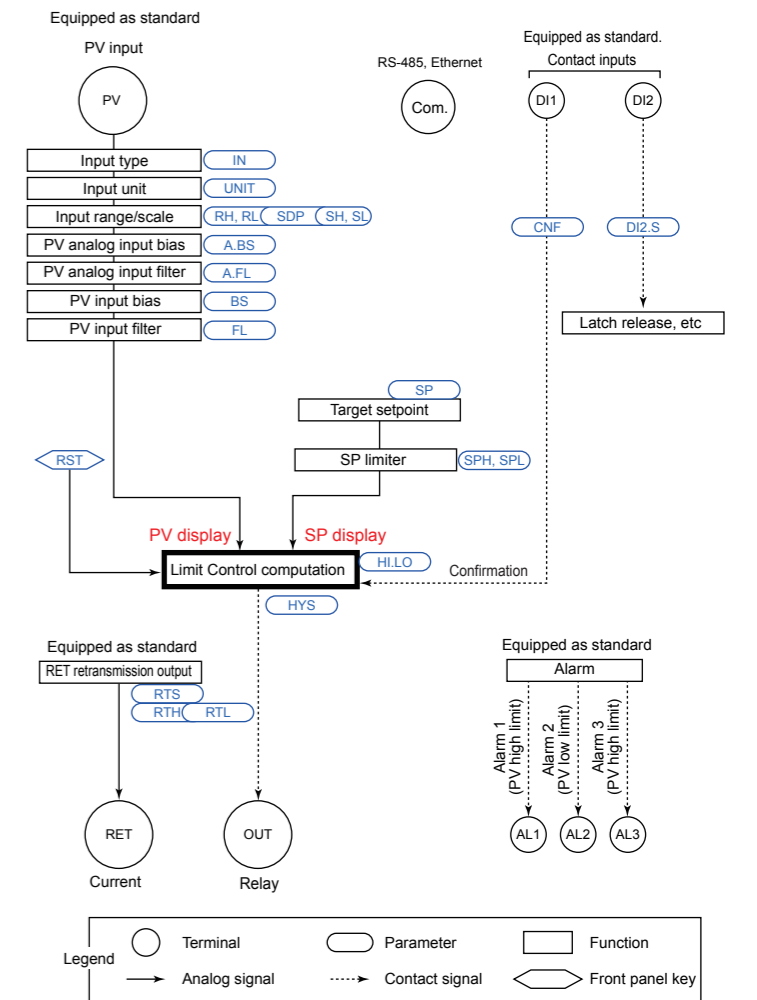 Equipped as standard
PV input
PV
RS-485, Ethernet
Com.
Equipped as standard.
Contact inputs
DI1
DI2
Input type
IN
Input unit
UNIT
Input range/scale
RH, RL
SDP
SH, SL
PV analog input bias
A.BS
PV analog input filter
A.FL
PV input bias
BS
PV input filter
FL
CNF
DI2.S
Latch release, etc
SP
Target setpoint
SP limiter
SPH, SPL
RST
PV display
SP display
Limit Control computation
HI.LO
Confirmation
HYS
Equipped as standard
RET retransmission output
RTS
RTH
RTL
RET
Current
OUT
Relay
Equipped as standard
Alarm
Alarm 1
(PV high limit)
Alarm 2
(PV low limit)
Alarm 3
(PV high limit)
AL1
AL2
AL3
Legend
Terminal
Parameter
Function
Analog signal
Contact signal
Front panel key